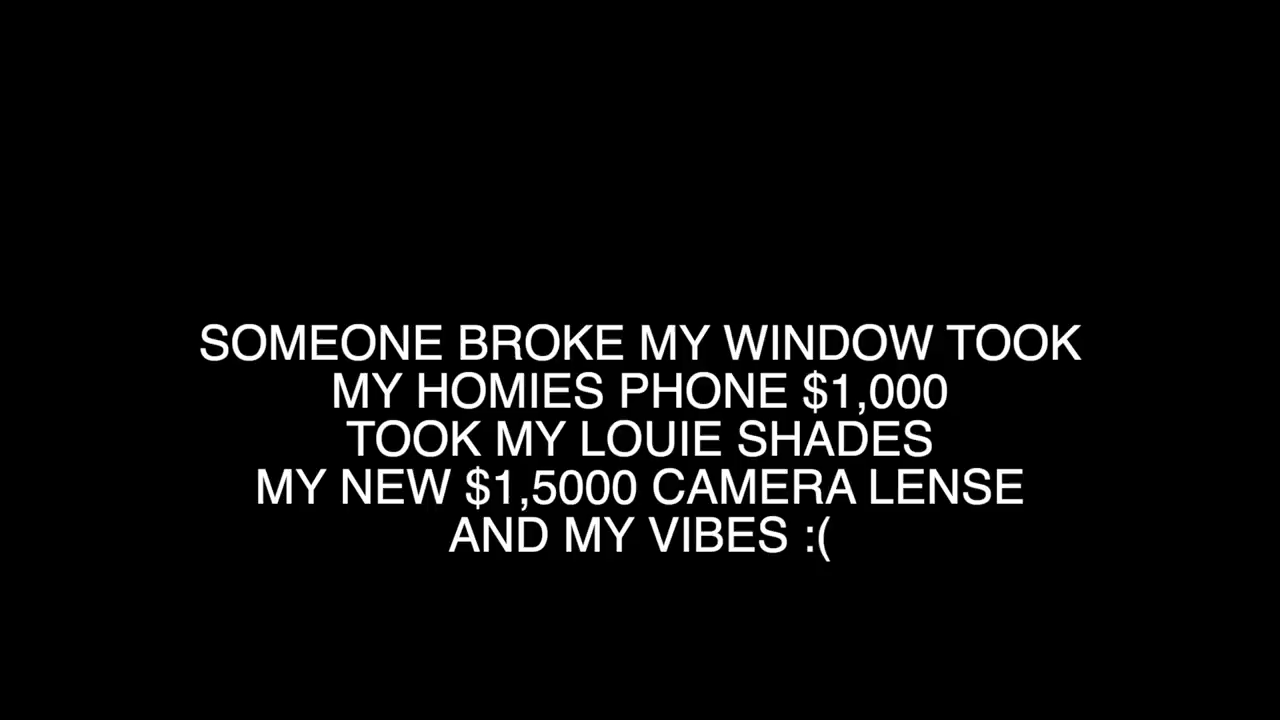 SOMEONE BROKE MY WINDOW TOOK
MY HOMIES PHONE $1,000
TOOK MY LOUIE SHADES
MY NEW $1,5000 CAMERA LENSE
AND MY VIBES :(